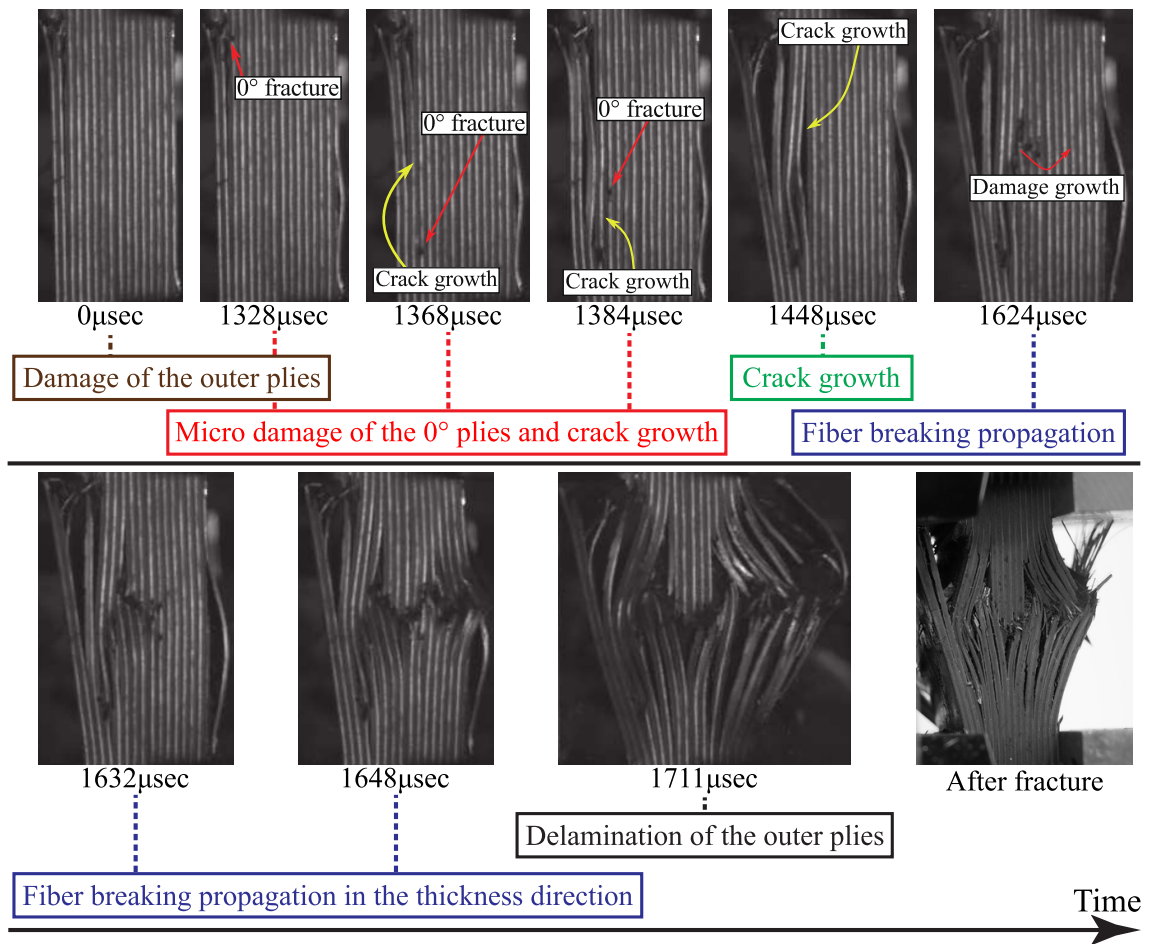 Crack growth
0° fracture
0° fracture
0° fracture
Damage growth
Crack growth
Crack growth
0μsec
1328μsec
1368μsec
1384μsec
1448μsec
1624μsec
Damage of the outer plies
Crack growth
Micro damage of the 0° plies and crack growth
Fiber breaking propagation
1632μsec
1648μsec
1711μsec
After fracture
Delamination of the outer plies
Fiber breaking propagation in the thickness direction
Time